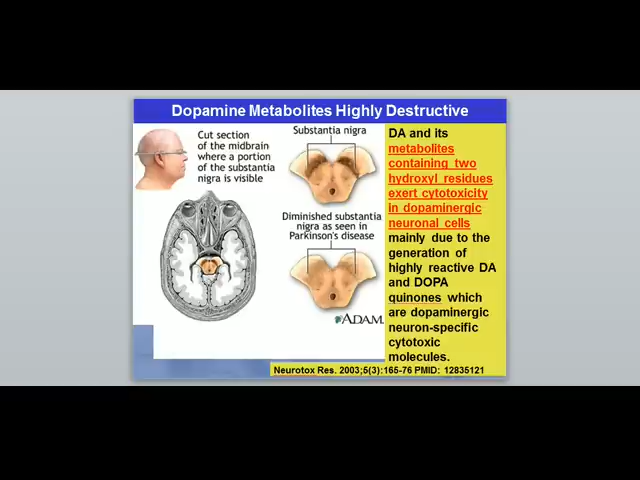 Dopamine Metabolites Highly Destructive
Cut section
of the midbrain
where a portion
of the substantia
nigra is visible
Substantia nigra
Diminished substantia
nigra as seen in
Parkinson's disease
ADAM.
DA and its
metabolites
containing two
hydroxyl residues
exert cytotoxicity
in dopaminergic
neuronal cells
mainly due to the
generation of
highly reactive DA
and DOPA
quinones which
are dopaminergic
neuron-specific
cytotoxic
molecules.
Neurotox Res. 2003;5(3):165-76 PMID: 12835121